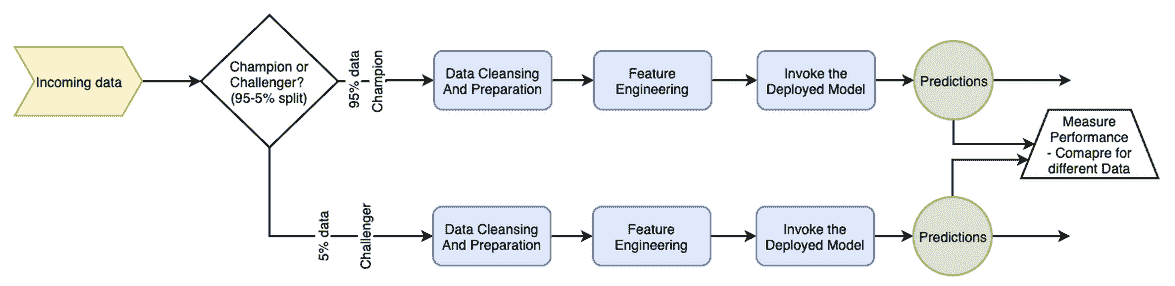 Incoming data
Champion or
Challenger?
(95-5% split)
95% data
Champion
Data Cleansing
And Preparation
Feature
Engineering
Invoke the
Deployed Model
Predictions
Measure
Performance
- Comapre for
different Data
5% data
Challenger
Data Cleansing
And Preparation
Feature
Engineering
Invoke the
Deployed Model
Predictions